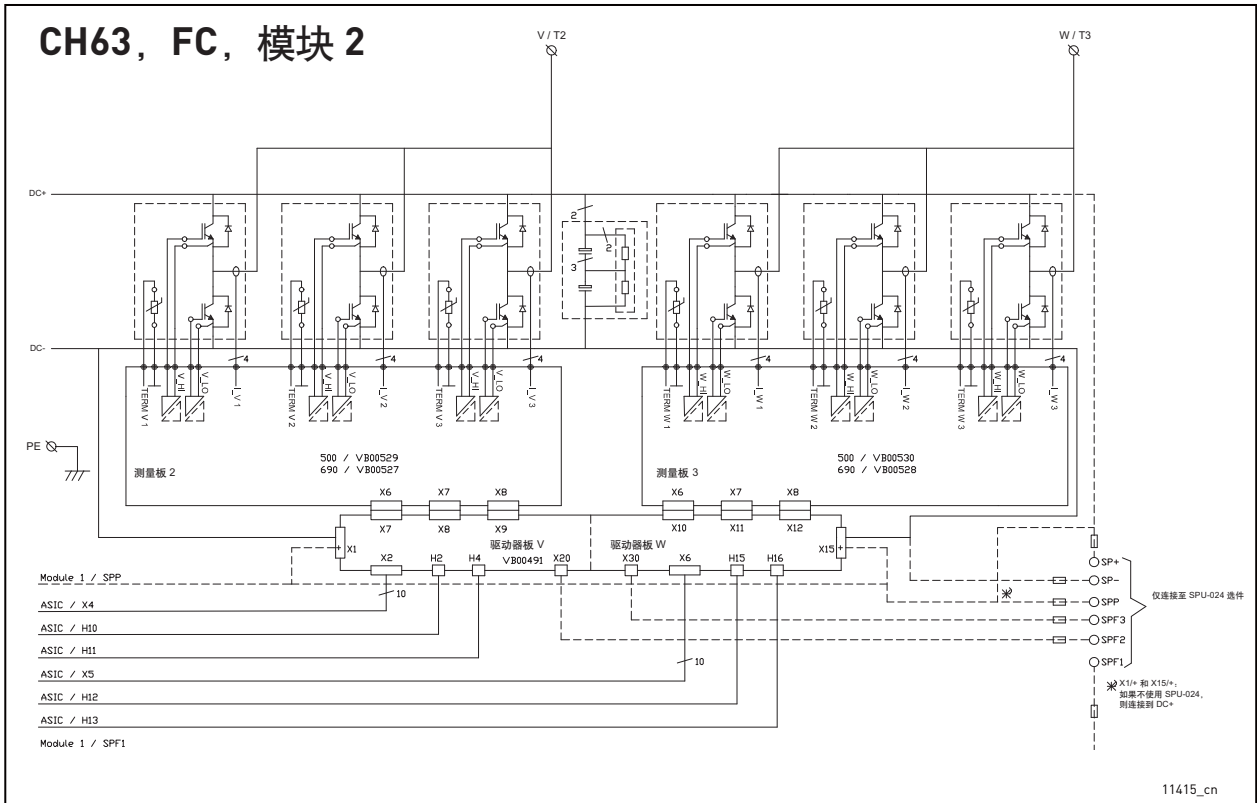 CH63, FC, 模块 2
V / T2
W / T3
DC+
2
2
3
DC-
4
4
4
4
4
4
TERM V 1
V_HI
V_LO
I_V 1
TERM V 2
V_HI
V_LO
I_V 2
TERM V 3
V_HI
V_LO
I_V 3
TERM W 1
W_HI
W_LO
I_W 1
TERM W 2
W_HI
W_LO
I_W 2
TERM W 3
W_HI
W_LO
I_W 3
PE
测量板 2
500 / VB00529
690 / VB00527
测量板 3
500 / VB00530
690 / VB00528
X6 X7 X8
X7 X8 X9
X6 X7 X8
X10 X11 X12
+ X1
驱动器板 V
驱动器板 W
VB00491
X15 +
X2 H2 H4 X20 X30 X6 H15 H16
10
10
Module 1 / SPP
ASIC / X4
ASIC / H10
ASIC / H11
ASIC / X5
ASIC / H12
ASIC / H13
Module 1 / SPF1
SP+
SP-
SPP
SPF3
SPF2
SPF1
仅连接至 SPU-024 选件
X1/+ 和 X15/+,
如果不使用 SPU-024,
则连接到 DC+
11415_cn